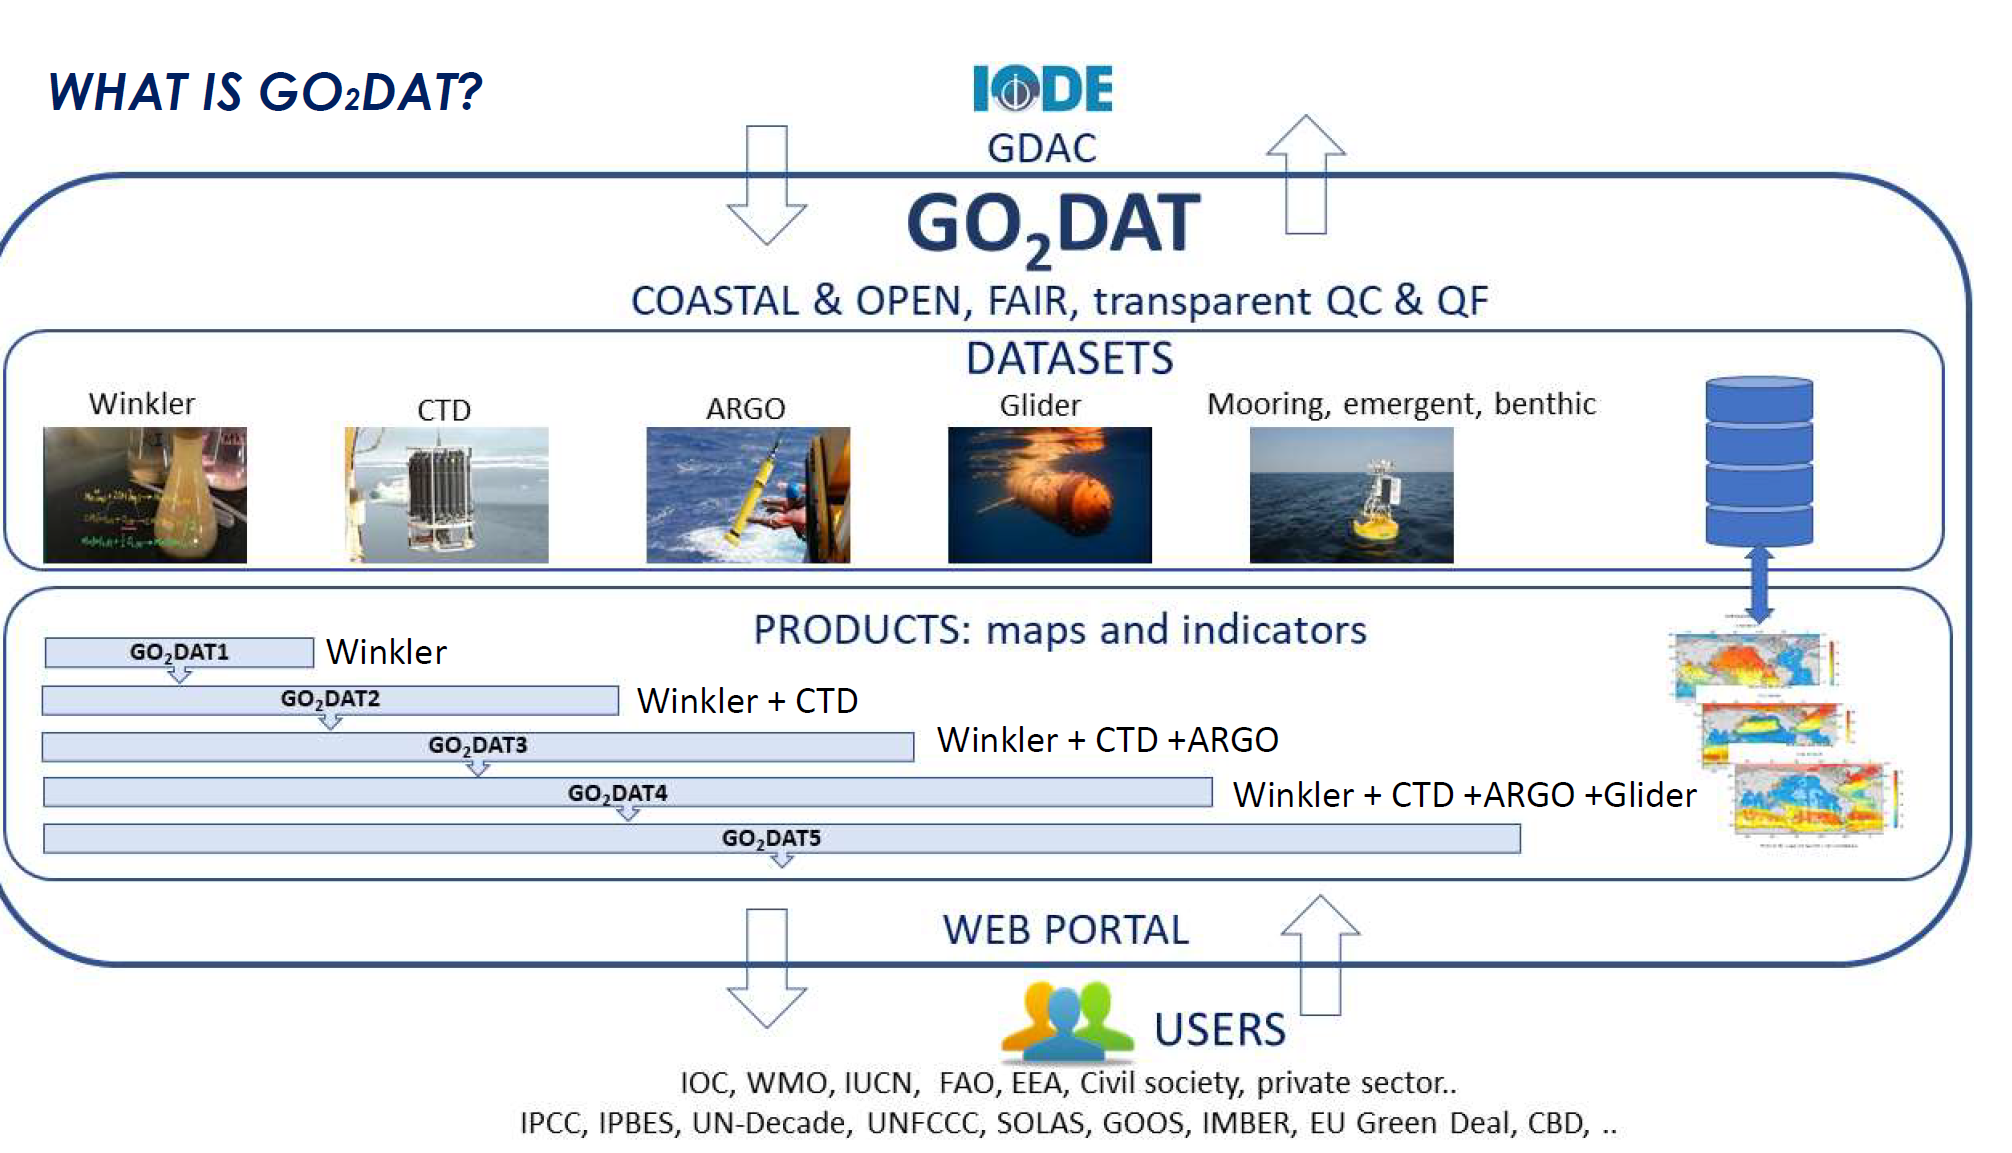 WHAT IS GO₂DAT?
IODE
GDAC
GO₂DAT
COASTAL & OPEN, FAIR, transparent QC & QF
DATASETS
Winkler
CTD
ARGO
Glider
Mooring, emergent, benthic
PRODUCTS: maps and indicators
GO₂DAT1
Winkler
GO₂DAT2
Winkler + CTD
GO₂DAT3
Winkler + CTD +ARGO
GO₂DAT4
Winkler + CTD +ARGO +Glider
GO₂DAT5
WEB PORTAL
USERS
IOC, WMO, IUCN, FAO, EEA, Civil society, private sector..
IPCC, IPBES, UN-Decade, UNFCCC, SOLAS, GOOS, IMBER, EU Green Deal, CBD, ..